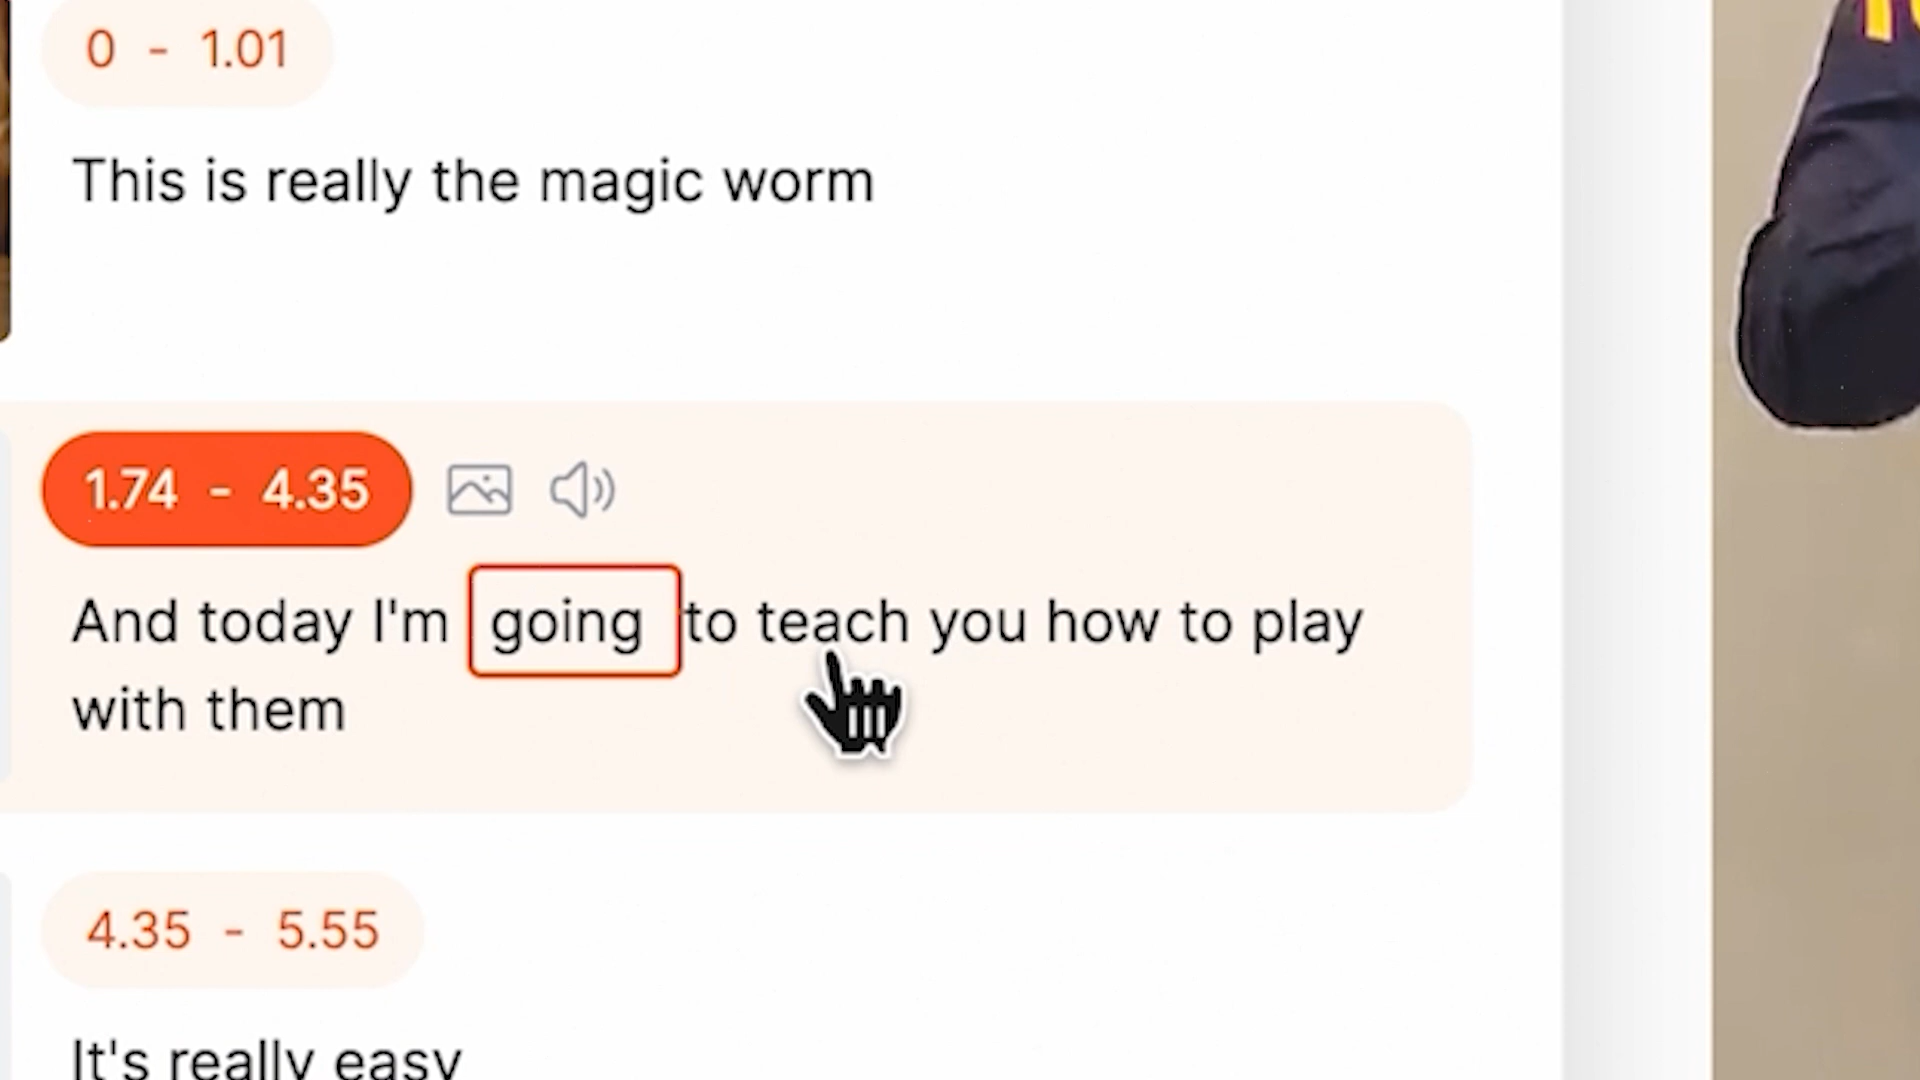 0 - 1.01
This is really the magic worm
1.74 - 4.35
And today I'm going to teach you how to play
with them
4.35 - 5.55
It's really easy